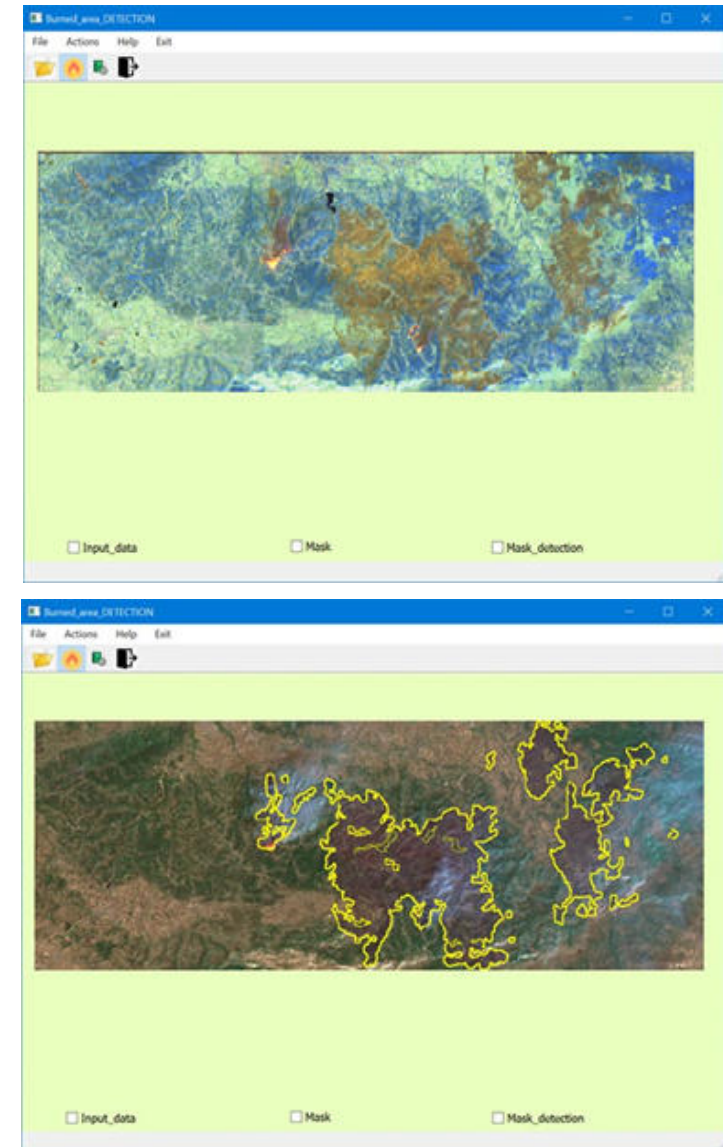 Burned_area_DETECTION
File Actions Help Exit
Input_data Mask Mask_detection
Burned_area_DETECTION
File Actions Help Exit
Input_data Mask Mask_detection